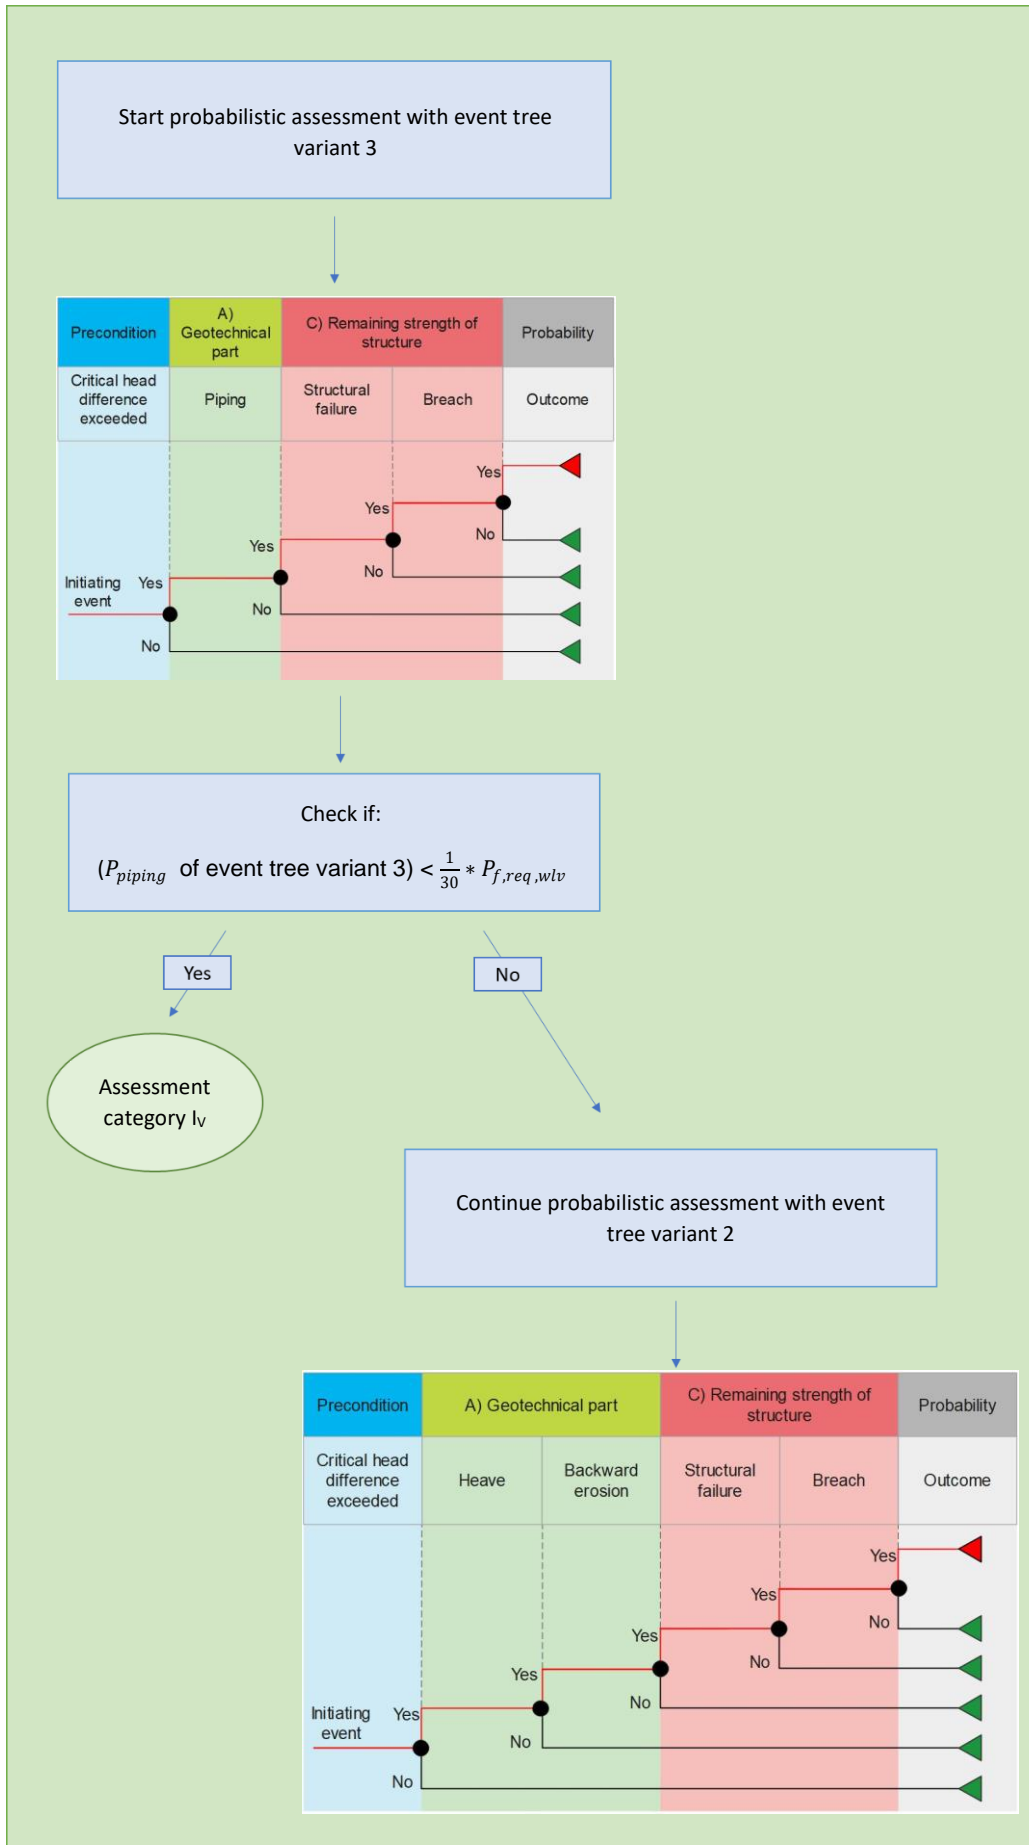 Start probabilistic assessment with event tree
variant 3
Precondition
A)
Geotechnical
part
C) Remaining strength of
structure
Probability
Critical head
difference
exceeded
Piping
Structural
failure
Breach
Outcome
Yes
Yes
No
Yes
No
Initiating
event
Yes
No
No
Check if:
(P_piping of event tree variant 3) < 1/30 * P_f,req,wlv
Yes
No
Assessment
category I_V
Continue probabilistic assessment with event
tree variant 2
Precondition
A) Geotechnical part
C) Remaining strength of
structure
Probability
Critical head
difference
exceeded
Heave
Backward
erosion
Structural
failure
Breach
Outcome
Yes
Yes
No
Yes
No
Yes
No
Initiating
event
Yes
No
No